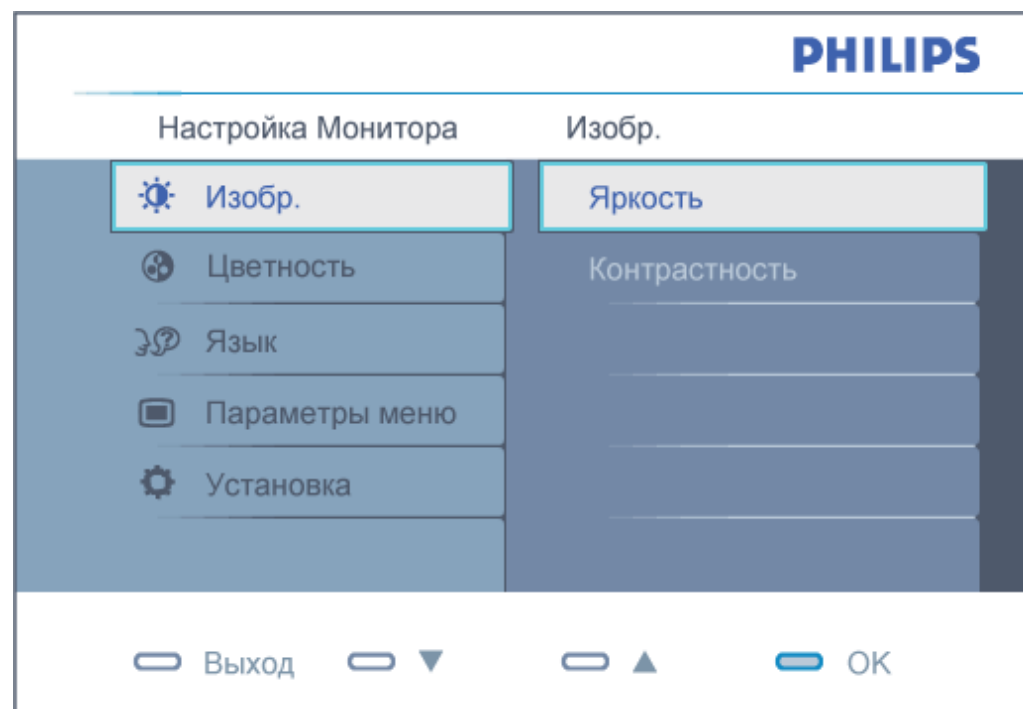 PHILIPS
Настройка Монитора
Изобр.
Изобр.
Яркость
Цветность
Контрастность
Язык
Параметры меню
Установка
Выход ▼ ▲ OK